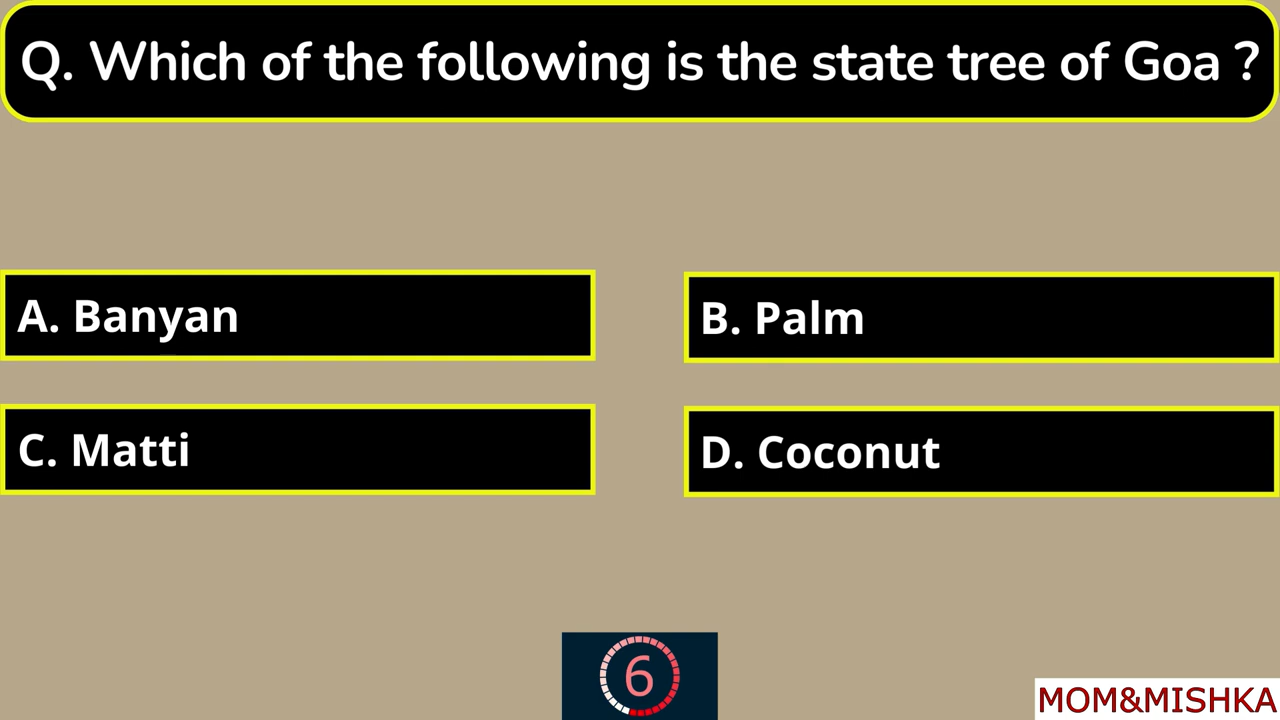 Q. Which of the following is the state tree of Goa ?
A. Banyan
B. Palm
C. Matti
D. Coconut
6
MOM&MISHKA